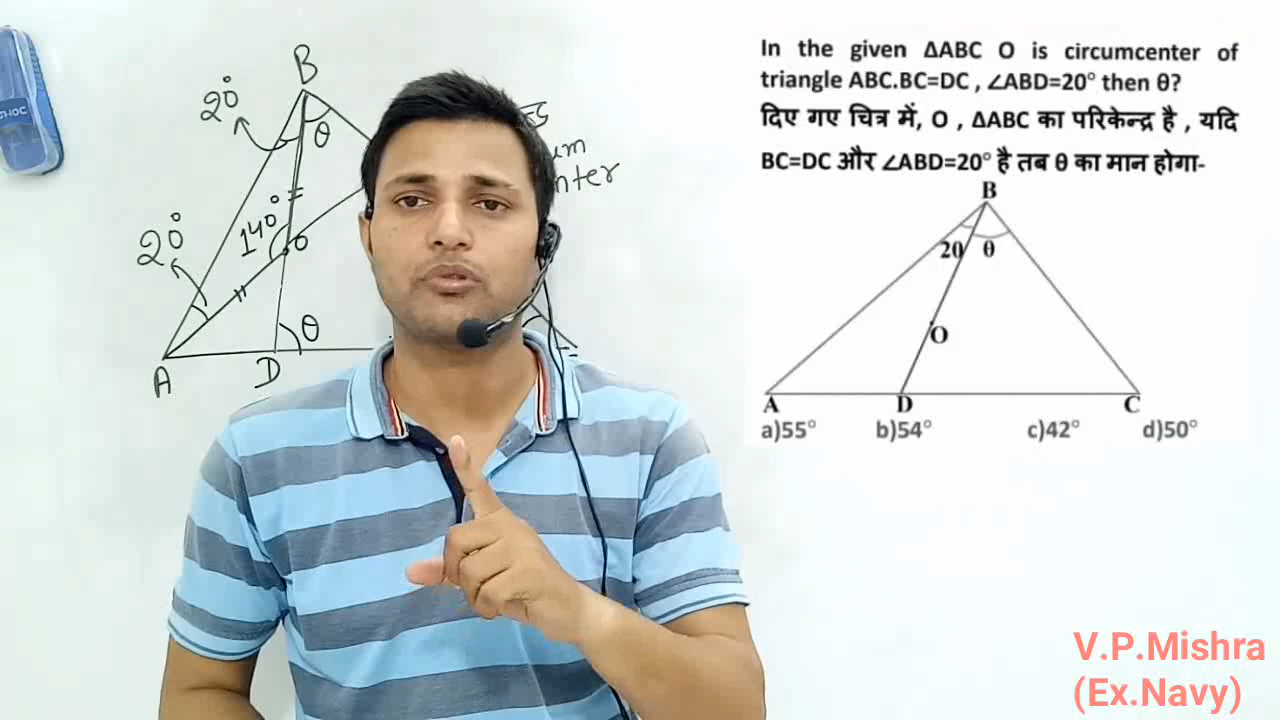 In the given ΔABC O is circumcenter of
triangle ABC.BC=DC , ∠ABD=20° then θ?
दिए गए चित्र में, O , ΔABC का परिकेन्द्र है , यदि
BC=DC और ∠ABD=20° है तब θ का मान होगा-
B
20 θ
O
A D C
a)55° b)54° c)42° d)50°
B
20°
θ
20°
140°
O
θ
A D
V.P.Mishra
(Ex.Navy)